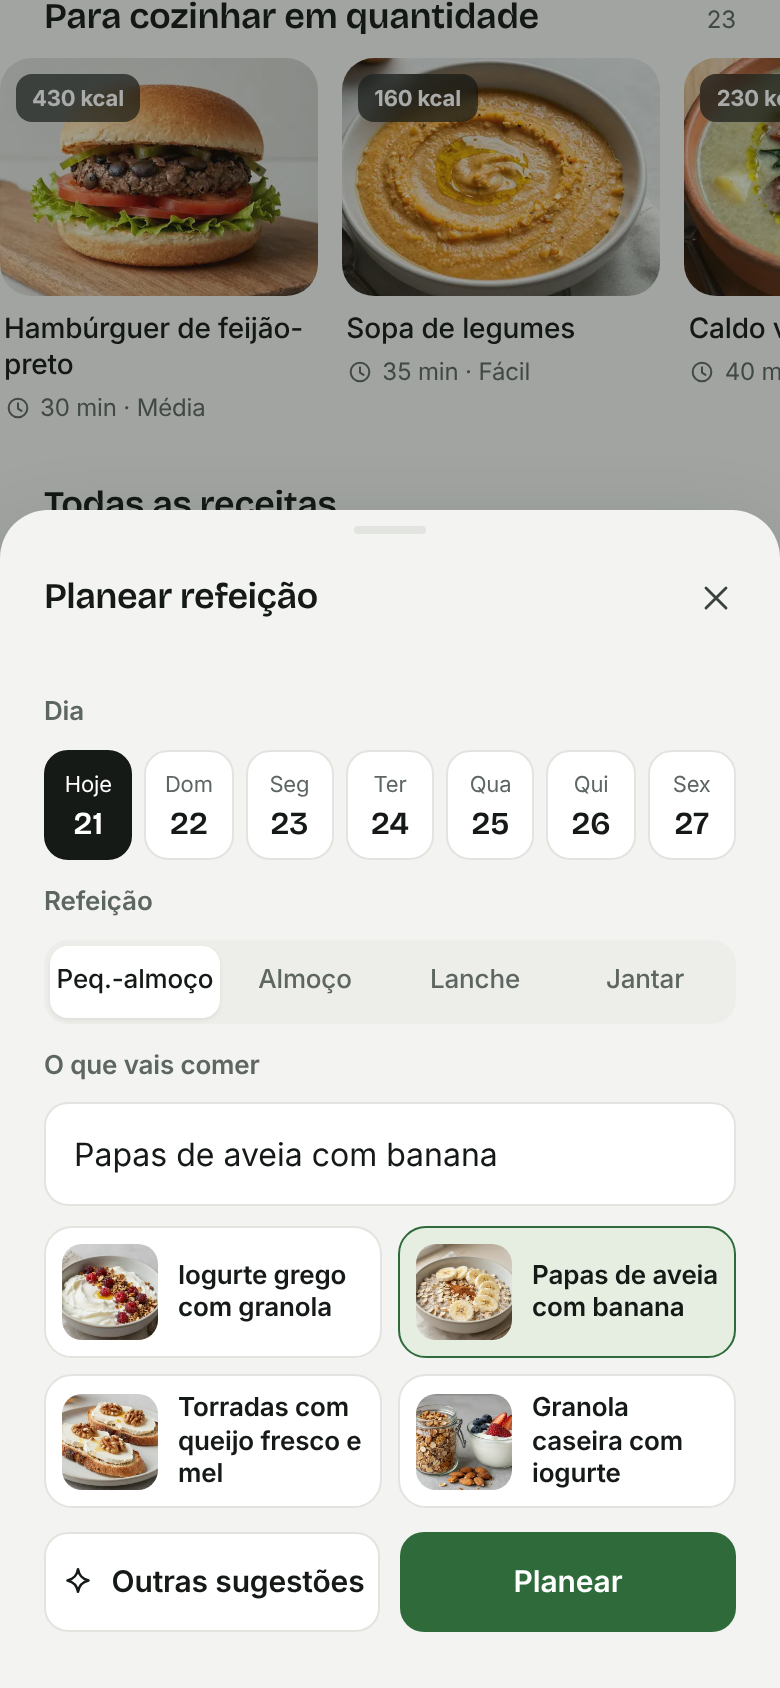 Para cozinhar em quantidade
23
430 kcal
160 kcal
230
Hambúrguer de feijão-
preto
30 min · Média
Sopa de legumes
35 min · Fácil
Caldo
40
Todas as receitas
Planear refeição
Dia
Hoje
21
Dom
22
Seg
23
Ter
24
Qua
25
Qui
26
Sex
27
Refeição
Peq.-almoço
Almoço
Lanche
Jantar
O que vais comer
Papas de aveia com banana
Iogurte grego
com granola
Papas de aveia
com banana
Torradas com
queijo fresco e
mel
Granola
caseira com
iogurte
Outras sugestões
Planear